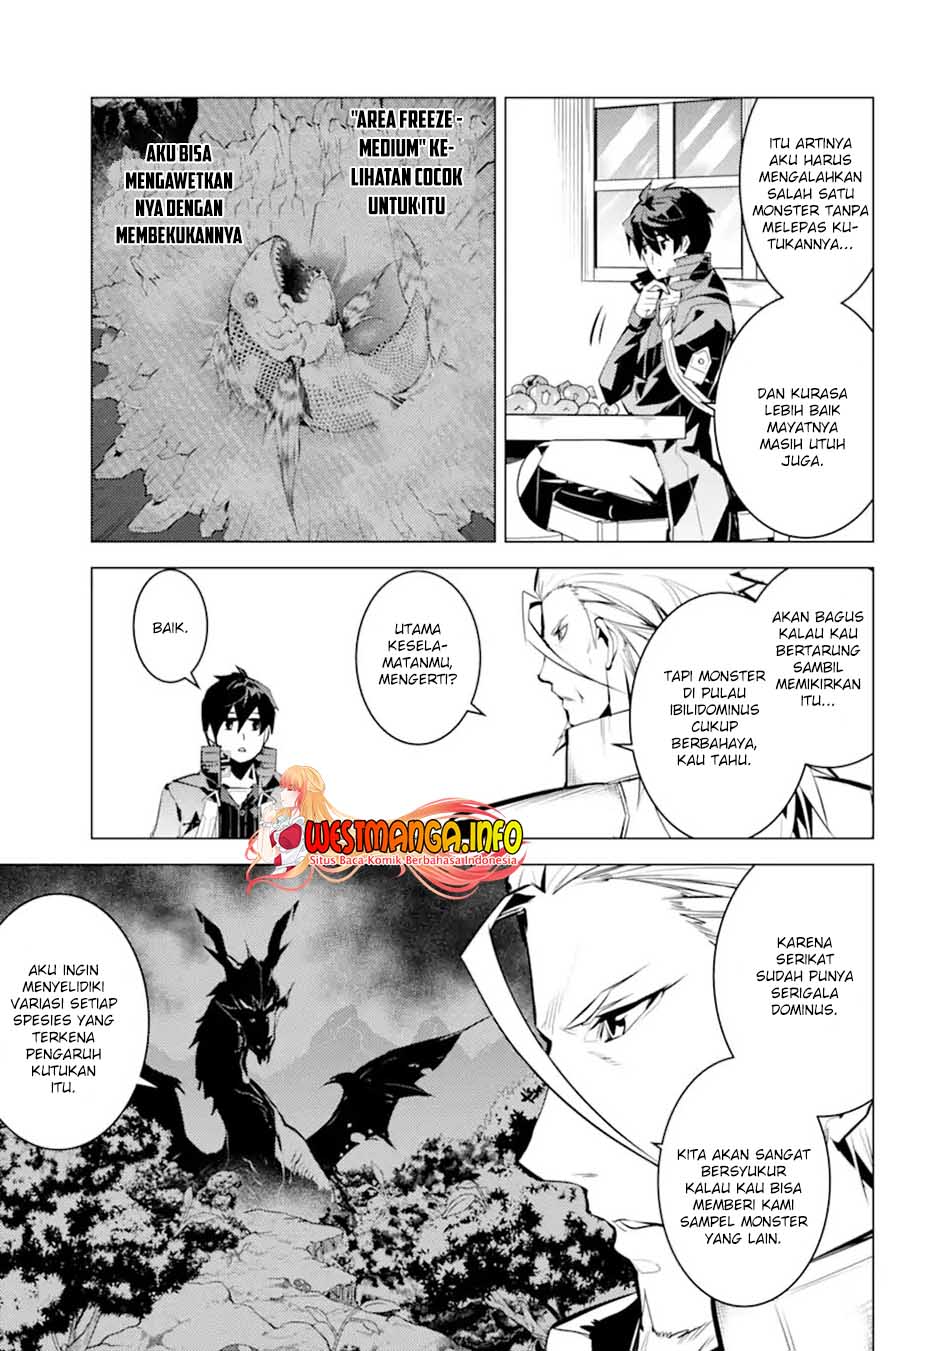 ITU ARTINYA
AKU HARUS
MENGALAHKAN
SALAH SATU
MONSTER TANPA
MELEPAS KU-
TUKANNYA...
DAN KURASA
LEBIH BAIK
MAYATNYA
MASIH UTUH
JUGA.
"AREA FREEZE -
MEDIUM" KE-
LIHATAN COCOK
UNTUK ITU
AKU BISA
MENGAWETKAN
NYA DENGAN
MEMBEKUKANNYA
AKAN BAGUS
KALAU KAU
BERTARUNG
SAMBIL
MEMIKIRKAN
ITU...
TAPI MONSTER
DI PULAU
IBILIDOMINUS
CUKUP
BERBAHAYA,
KAU TAHU.
UTAMA
KESELA-
MATANMU,
MENGERTI?
BAIK.
WESTMANGA.INFO
Situs Baca Komik Berbahasa Indonesia
KARENA
SERIKAT
SUDAH PUNYA
SERIGALA
DOMINUS.
KITA AKAN SANGAT
BERSYUKUR
KALAU KAU BISA
MEMBERI KAMI
SAMPEL MONSTER
YANG LAIN.
AKU INGIN
MENYELIDIKI
VARIASI SETIAP
SPESIES YANG
TERKENA
PENGARUH
KUTUKAN
ITU.